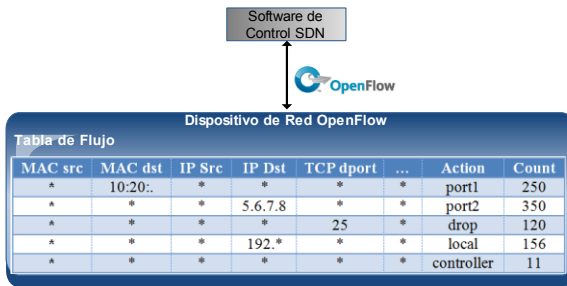 Software de
Control SDN
OpenFlow
Dispositivo de Red OpenFlow
Tabla de Flujo
MAC src MAC dst IP Src IP Dst TCP dport ... Action Count
* 10:20:. * * * * port1 250
* * * 5.6.7.8 * * port2 350
* * * * 25 * drop 120
* * * 192.* * * local 156
* * * * * * controller 11